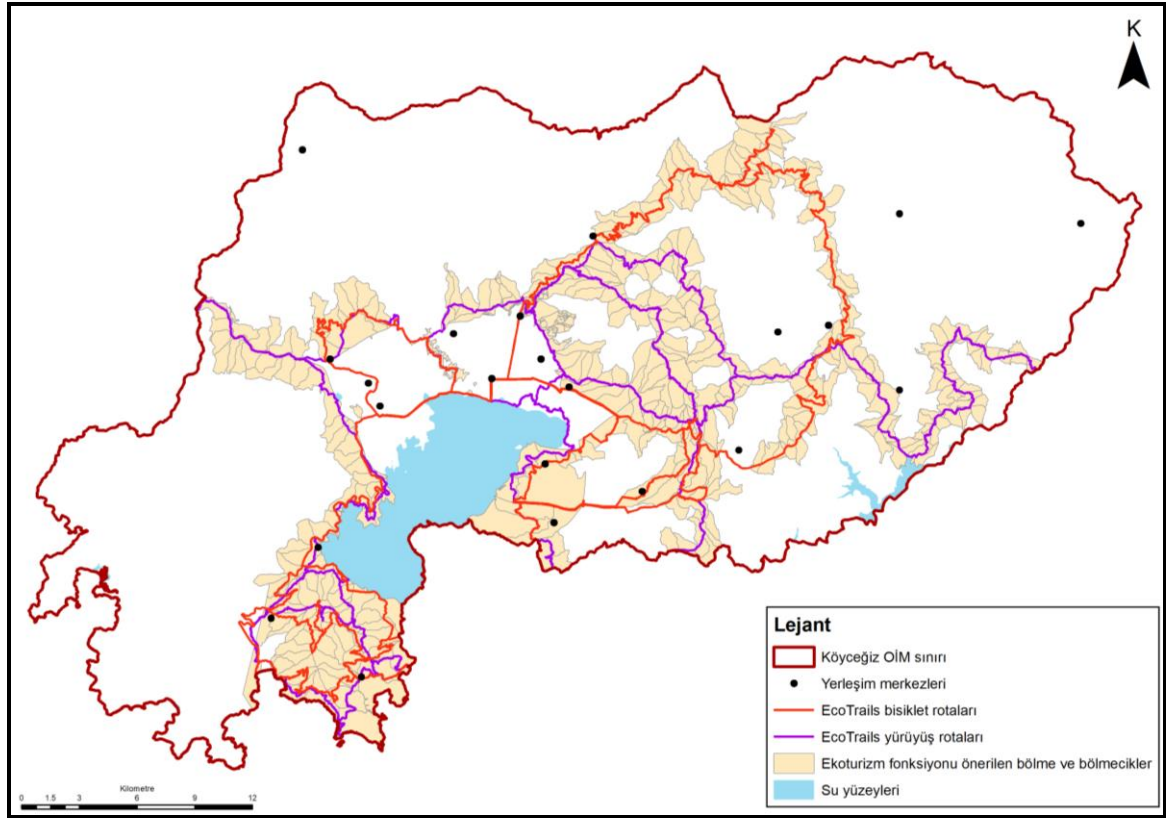 K
Lejant
Köyceğiz OİM sınırı
Yerleşim merkezleri
EcoTrails bisiklet rotaları
EcoTrails yürüyüş rotaları
Ekoturizm fonksiyonu önerilen bölme ve bölmecikler
Su yüzeyleri
Kilometre
0 1.5 3 6 9 12